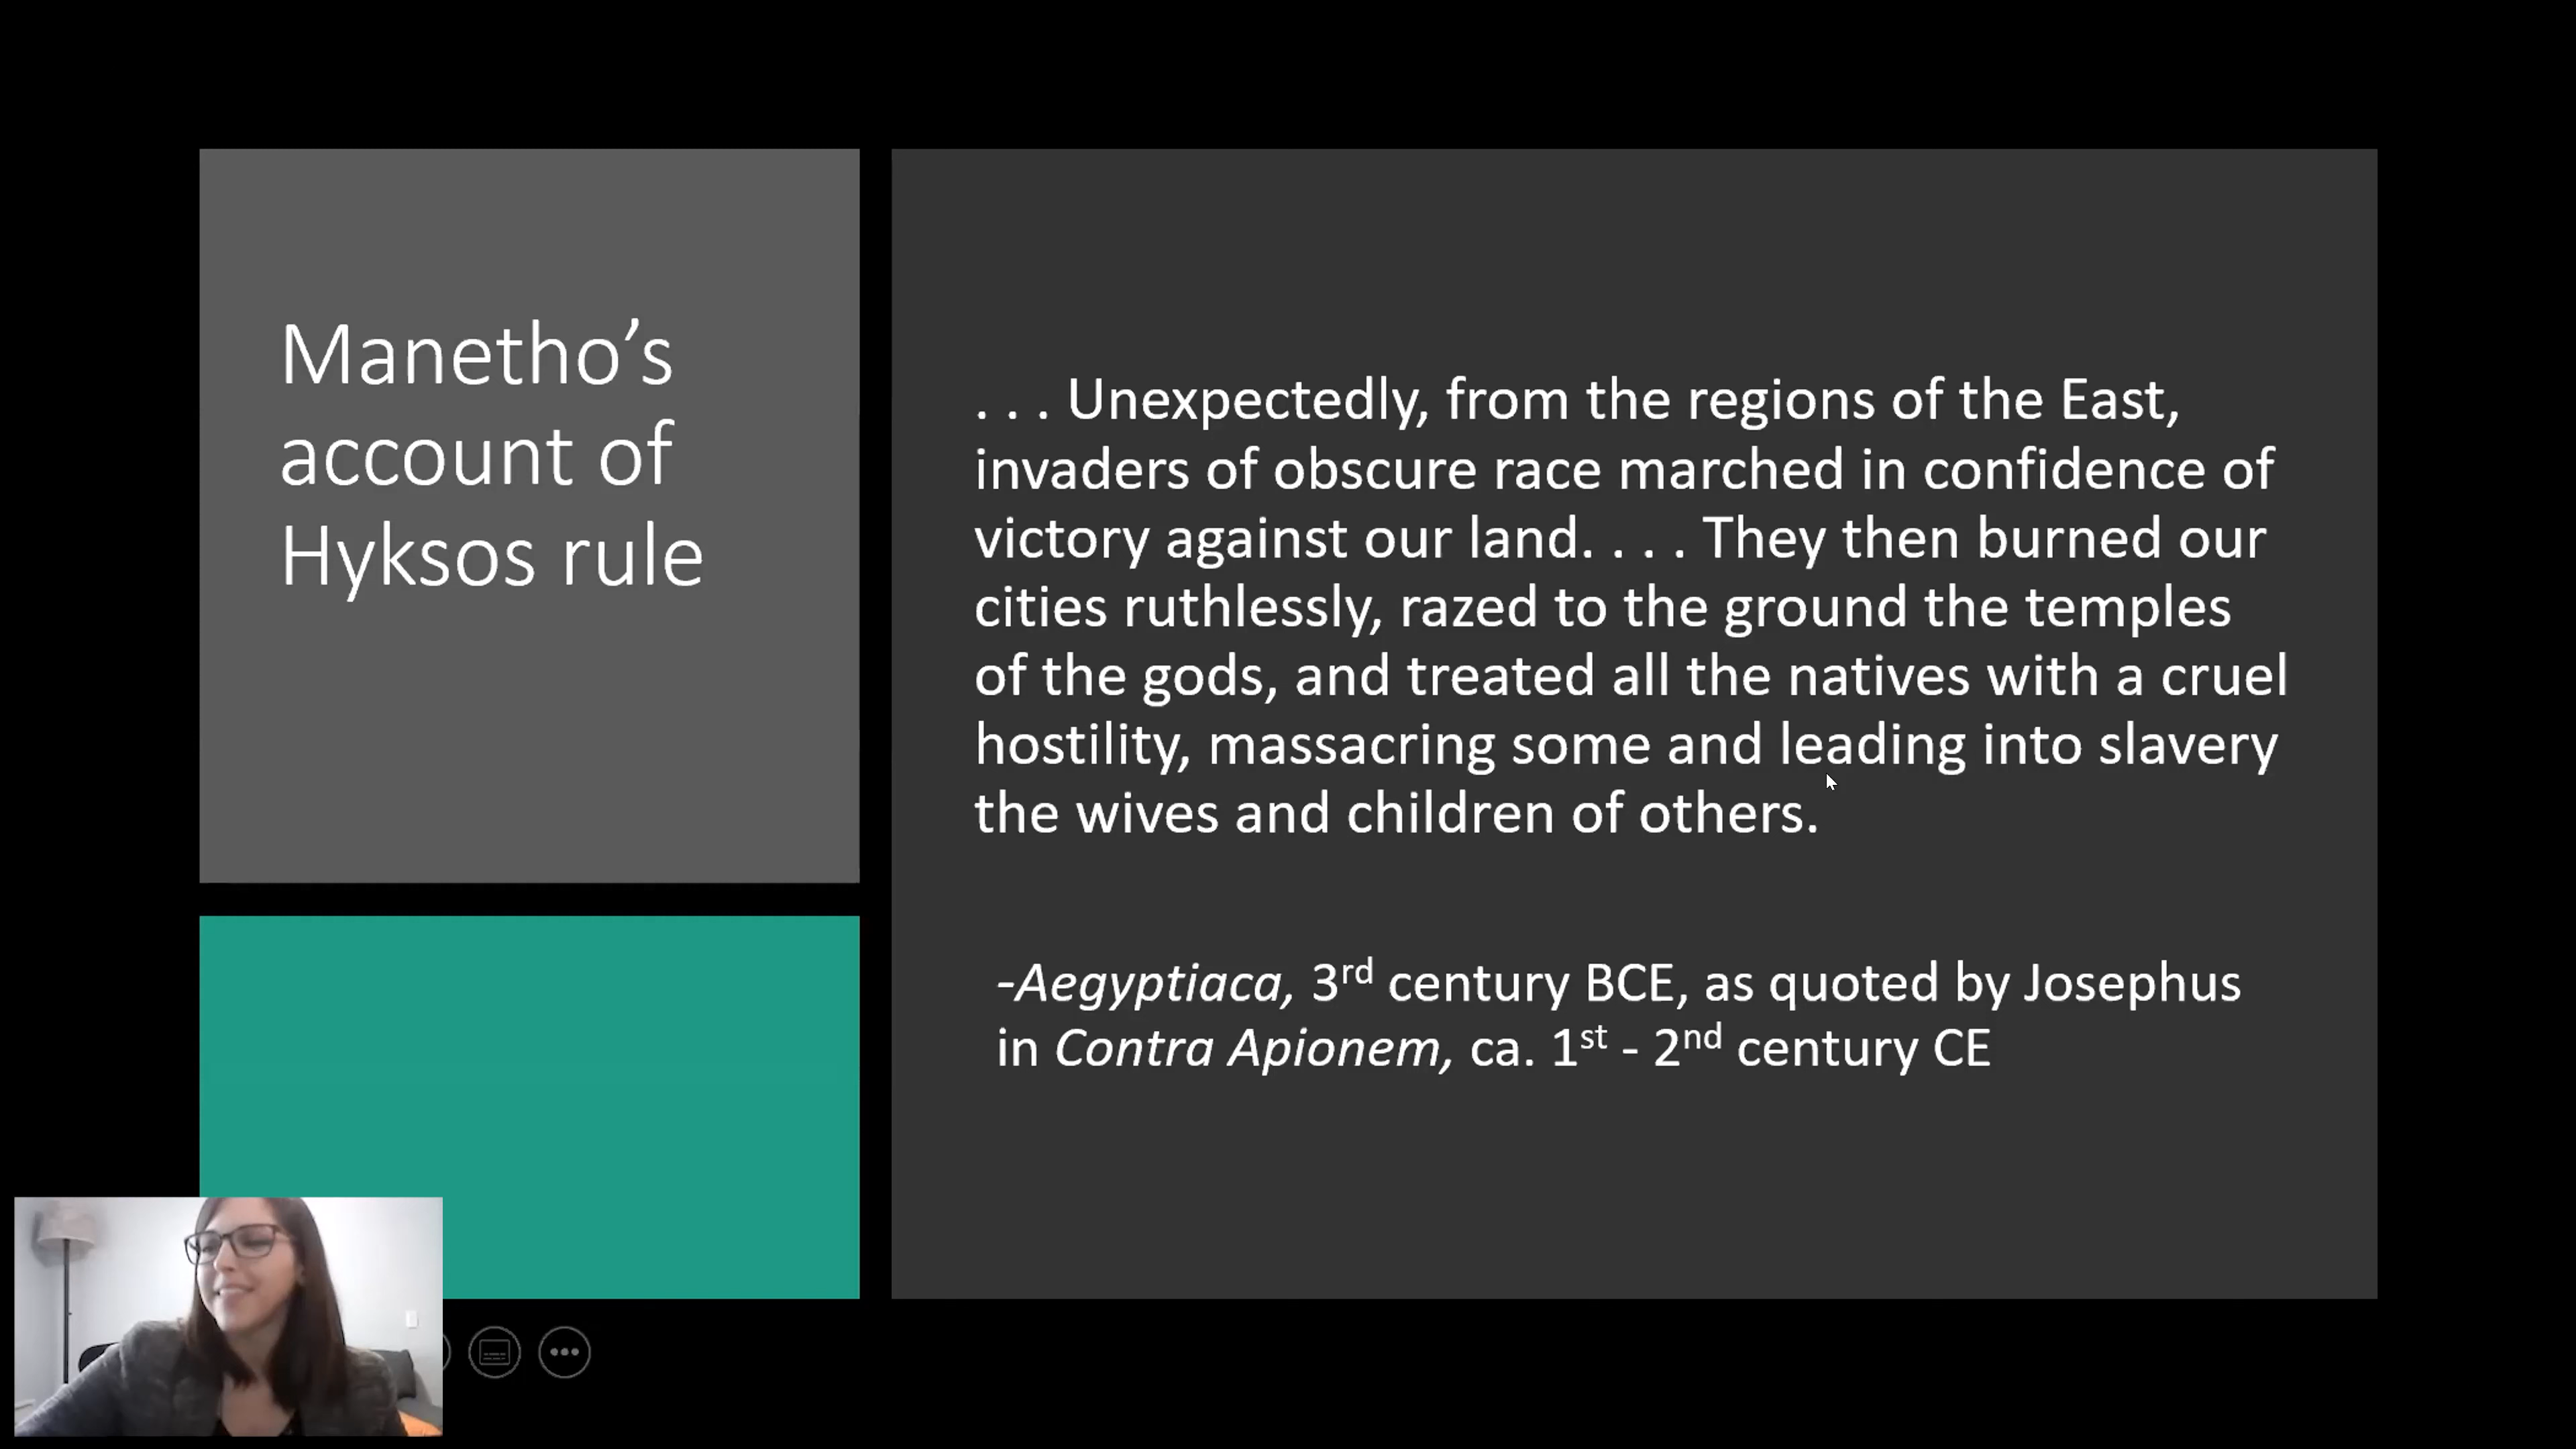 Manetho’s
account of
Hyksos rule
. . . Unexpectedly, from the regions of the East,
invaders of obscure race marched in confidence of
victory against our land. . . . They then burned our
cities ruthlessly, razed to the ground the temples
of the gods, and treated all the natives with a cruel
hostility, massacring some and leading into slavery
the wives and children of others.
-Aegyptiaca, 3rd century BCE, as quoted by Josephus
in Contra Apionem, ca. 1st - 2nd century CE